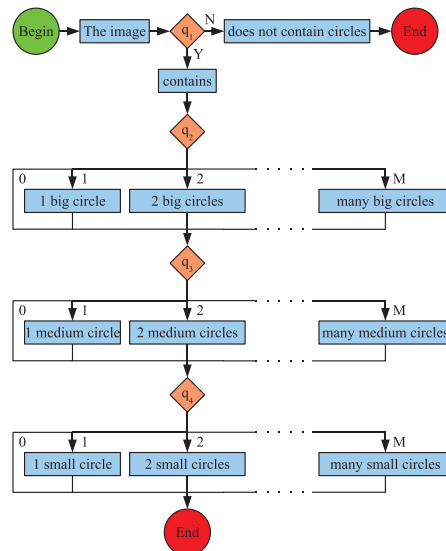 Begin
The image
q1
N
does not contain circles
End
Y
contains
q2
0
1
2
M
1 big circle
2 big circles
many big circles
q3
0
1
2
M
1 medium circle
2 medium circles
many medium circles
q4
0
1
2
M
1 small circle
2 small circles
many small circles
End